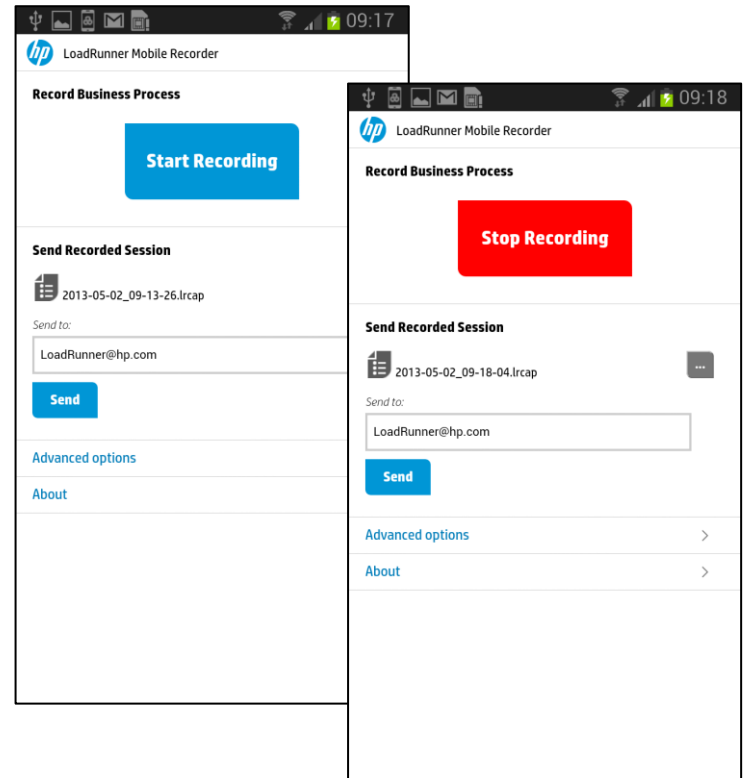 09:17
hp LoadRunner Mobile Recorder
Record Business Process
Start Recording
Send Recorded Session
2013-05-02_09-13-26.lrcap
Send to:
LoadRunner@hp.com
Send
Advanced options
About
09:18
hp LoadRunner Mobile Recorder
Record Business Process
Stop Recording
Send Recorded Session
2013-05-02_09-18-04.lrcap
...
Send to:
LoadRunner@hp.com
Send
Advanced options
About